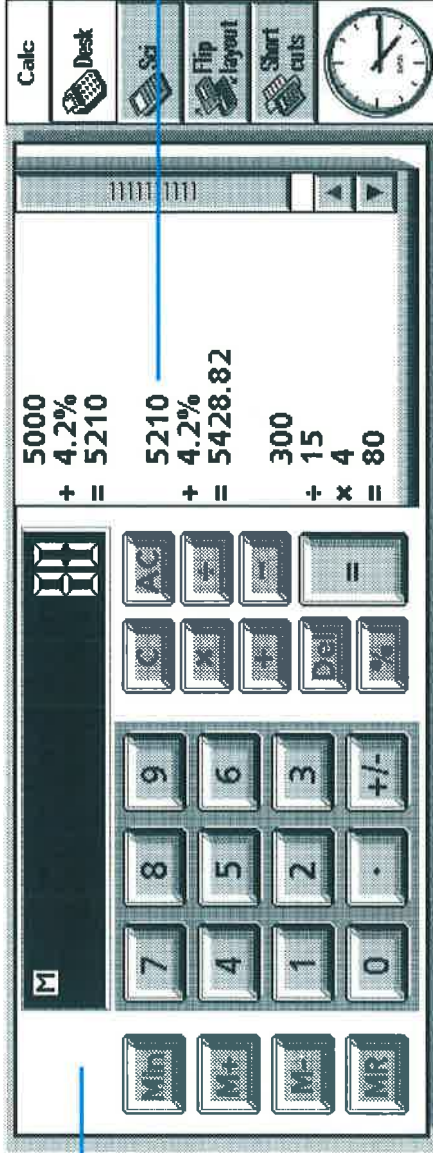 M 80
Min 7 8 9 C AC
M+ 4 5 6 × ÷
M- 1 2 3 + -
MR 0 . +/- Del =
%
5000
+ 4.2%
= 5210
5210
+ 4.2%
= 5428.82
300
÷ 15
× 4
= 80
Calc
Desk
Sci
Flip
layout
Short
cuts